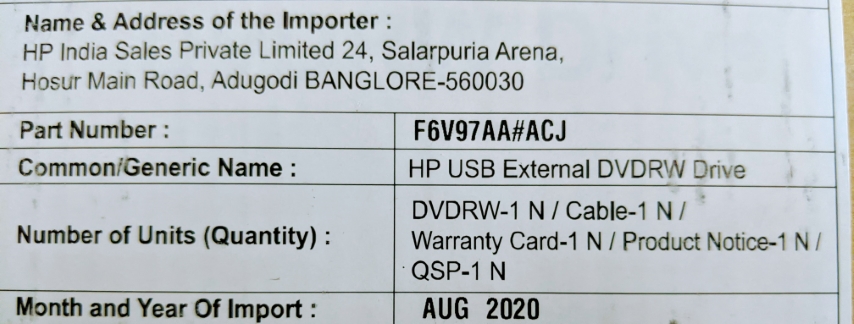 Name & Address of the Importer :
HP India Sales Private Limited 24, Salarpuria Arena,
Hosur Main Road, Adugodi BANGLORE-560030
Part Number : F6V97AA#ACJ
Common/Generic Name : HP USB External DVDRW Drive
Number of Units (Quantity) :
DVDRW-1 N / Cable-1 N /
Warranty Card-1 N / Product Notice-1 N /
QSP-1 N
Month and Year Of Import : AUG 2020